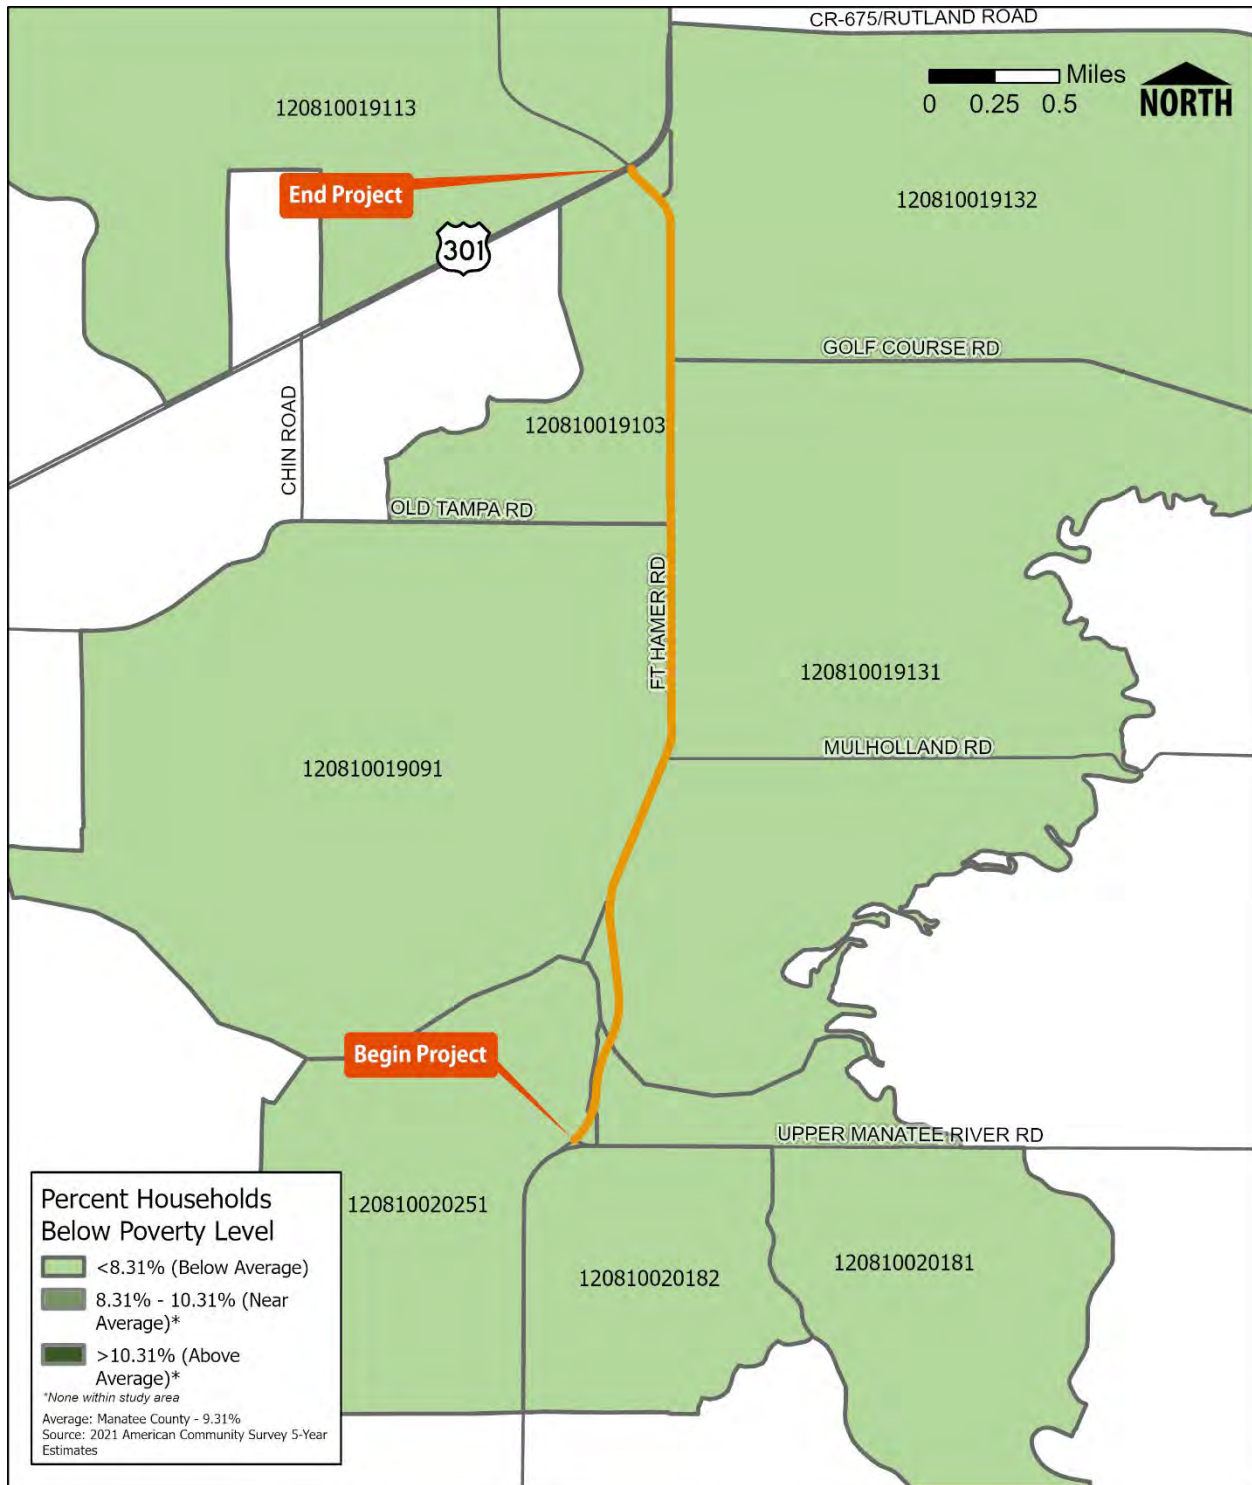 CR-675/RUTLAND ROAD
Miles
0 0.25 0.5
NORTH
120810019113
End Project
120810019132
301
GOLF COURSE RD
CHIN ROAD
120810019103
OLD TAMPA RD
FT HAMER RD
120810019131
MULHOLLAND RD
120810019091
Begin Project
UPPER MANATEE RIVER RD
120810020251
120810020182
120810020181
Percent Households
Below Poverty Level
<8.31% (Below Average)
8.31% - 10.31% (Near
Average)*
>10.31% (Above
Average)*
*None within study area
Average: Manatee County - 9.31%
Source: 2021 American Community Survey 5-Year
Estimates